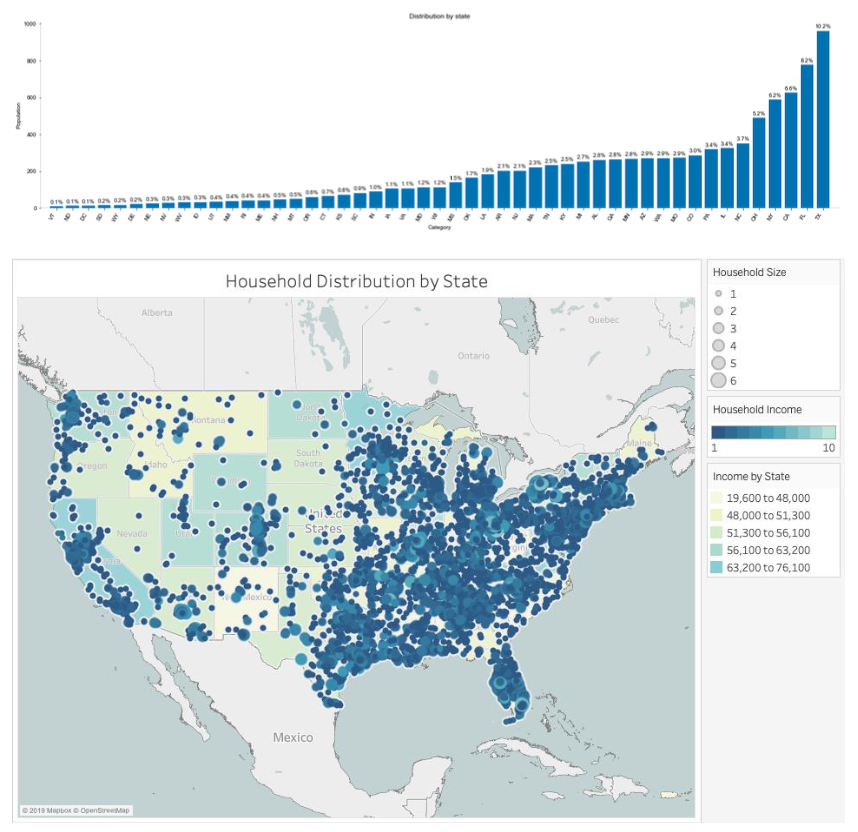 Distribution by state
1000
800
600
400
200
0
Population
0.1% 0.1% 0.1% 0.2% 0.2% 0.2% 0.3% 0.3% 0.3% 0.3% 0.4% 0.4% 0.4% 0.4% 0.5% 0.5% 0.6% 0.7% 0.8% 0.9% 1.0% 1.1% 1.1% 1.2% 1.2% 1.5% 1.7% 1.9% 2.1% 2.1% 2.3% 2.5% 2.5% 2.7% 2.8% 2.8% 2.8% 2.9% 2.9% 2.9% 3.0% 3.4% 3.4% 3.7% 5.2% 6.2% 6.6% 8.2% 10.2%
VT ND DC SD WY DE NE NV WV ID UT NM RI ME NH MT OR CT KS SC IN IA VA MD WI MS OK LA AR NJ MA TN KY MI AL GA MN AZ WA MO CO PA IL NC OH NY CA FL TX
Category
Household Distribution by State
Alberta
Quebec
Ontario
Montana
Dakota
Maine
Idaho
Oregon
South
Dakota
United
States
Nevada
Mexico
Mexico
© 2019 Mapbox © OpenStreetMap
Household Size
1
2
3
4
5
6
Household Income
1 10
Income by State
19,600 to 48,000
48,000 to 51,300
51,300 to 56,100
56,100 to 63,200
63,200 to 76,100